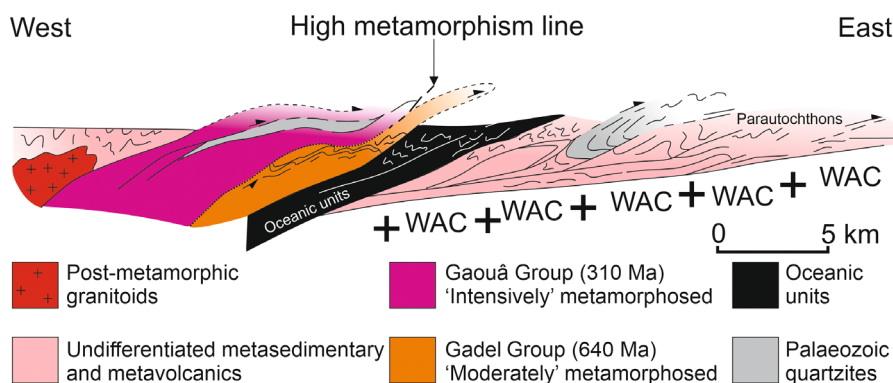 West
High metamorphism line
East
Parautochthons
Oceanic units
WAC
WAC
WAC
WAC
WAC
0 5 km
Post-metamorphic
granitoids
Gaouâ Group (310 Ma)
‘Intensively’ metamorphosed
Oceanic
units
Undifferentiated metasedimentary
and metavolcanics
Gadel Group (640 Ma)
‘Moderately’ metamorphosed
Palaeozoic
quartzites